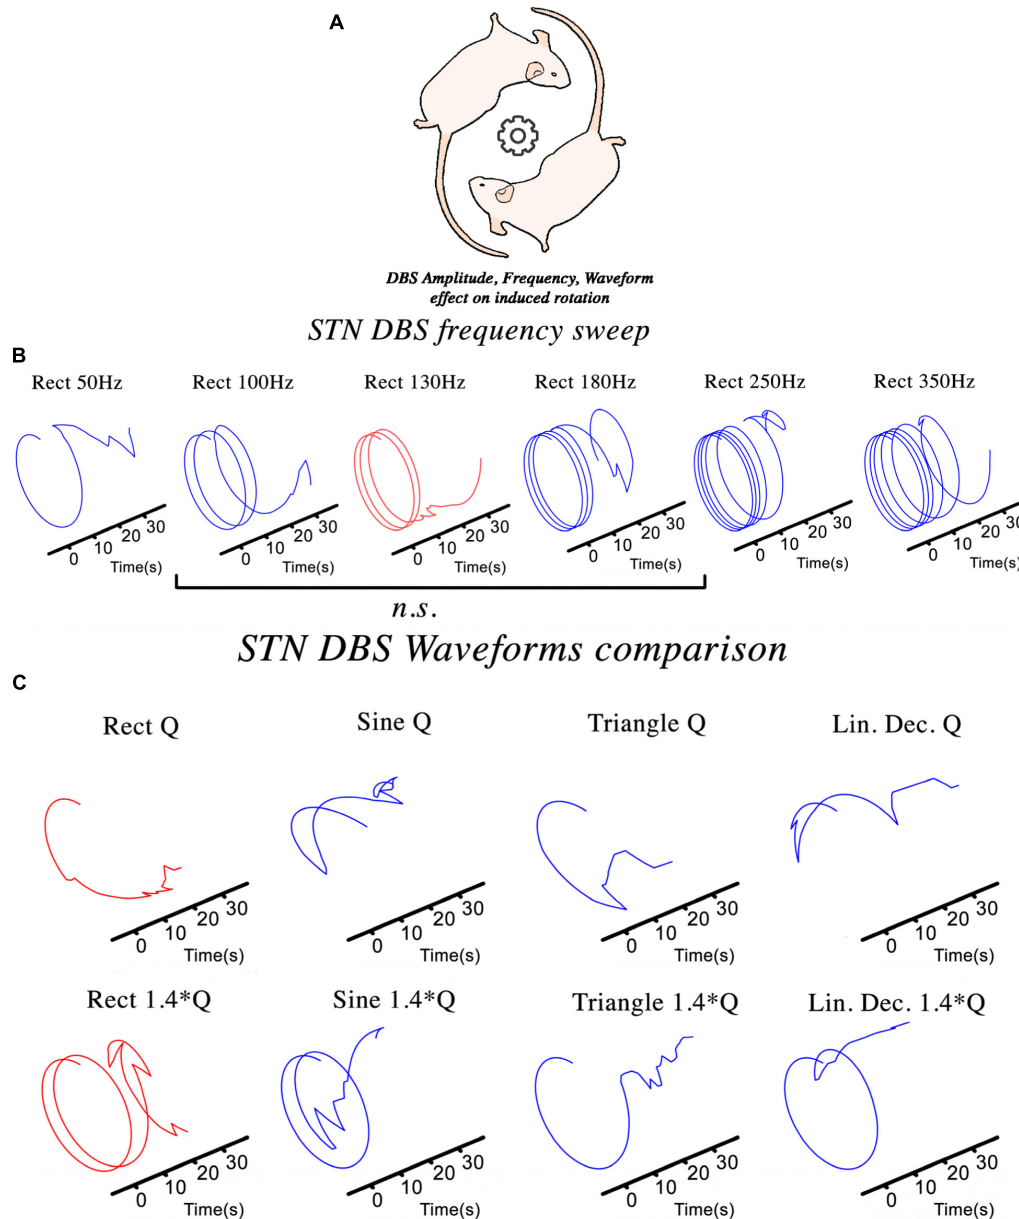 A
DBS Amplitude, Frequency, Waveform
effect on induced rotation
STN DBS frequency sweep
B
Rect 50Hz Rect 100Hz Rect 130Hz Rect 180Hz Rect 250Hz Rect 350Hz
0 10 20 30 0 10 20 30 0 10 20 30 0 10 20 30 0 10 20 30 0 10 20 30
Time(s) Time(s) Time(s) Time(s) Time(s) Time(s)
n.s.
STN DBS Waveforms comparison
C
Rect Q Sine Q Triangle Q Lin. Dec. Q
0 10 20 30 0 10 20 30 0 10 20 30 0 10 20 30
Time(s) Time(s) Time(s) Time(s)
Rect 1.4*Q Sine 1.4*Q Triangle 1.4*Q Lin. Dec. 1.4*Q
0 10 20 30 0 10 20 30 0 10 20 30 0 10 20 30
Time(s) Time(s) Time(s) Time(s)